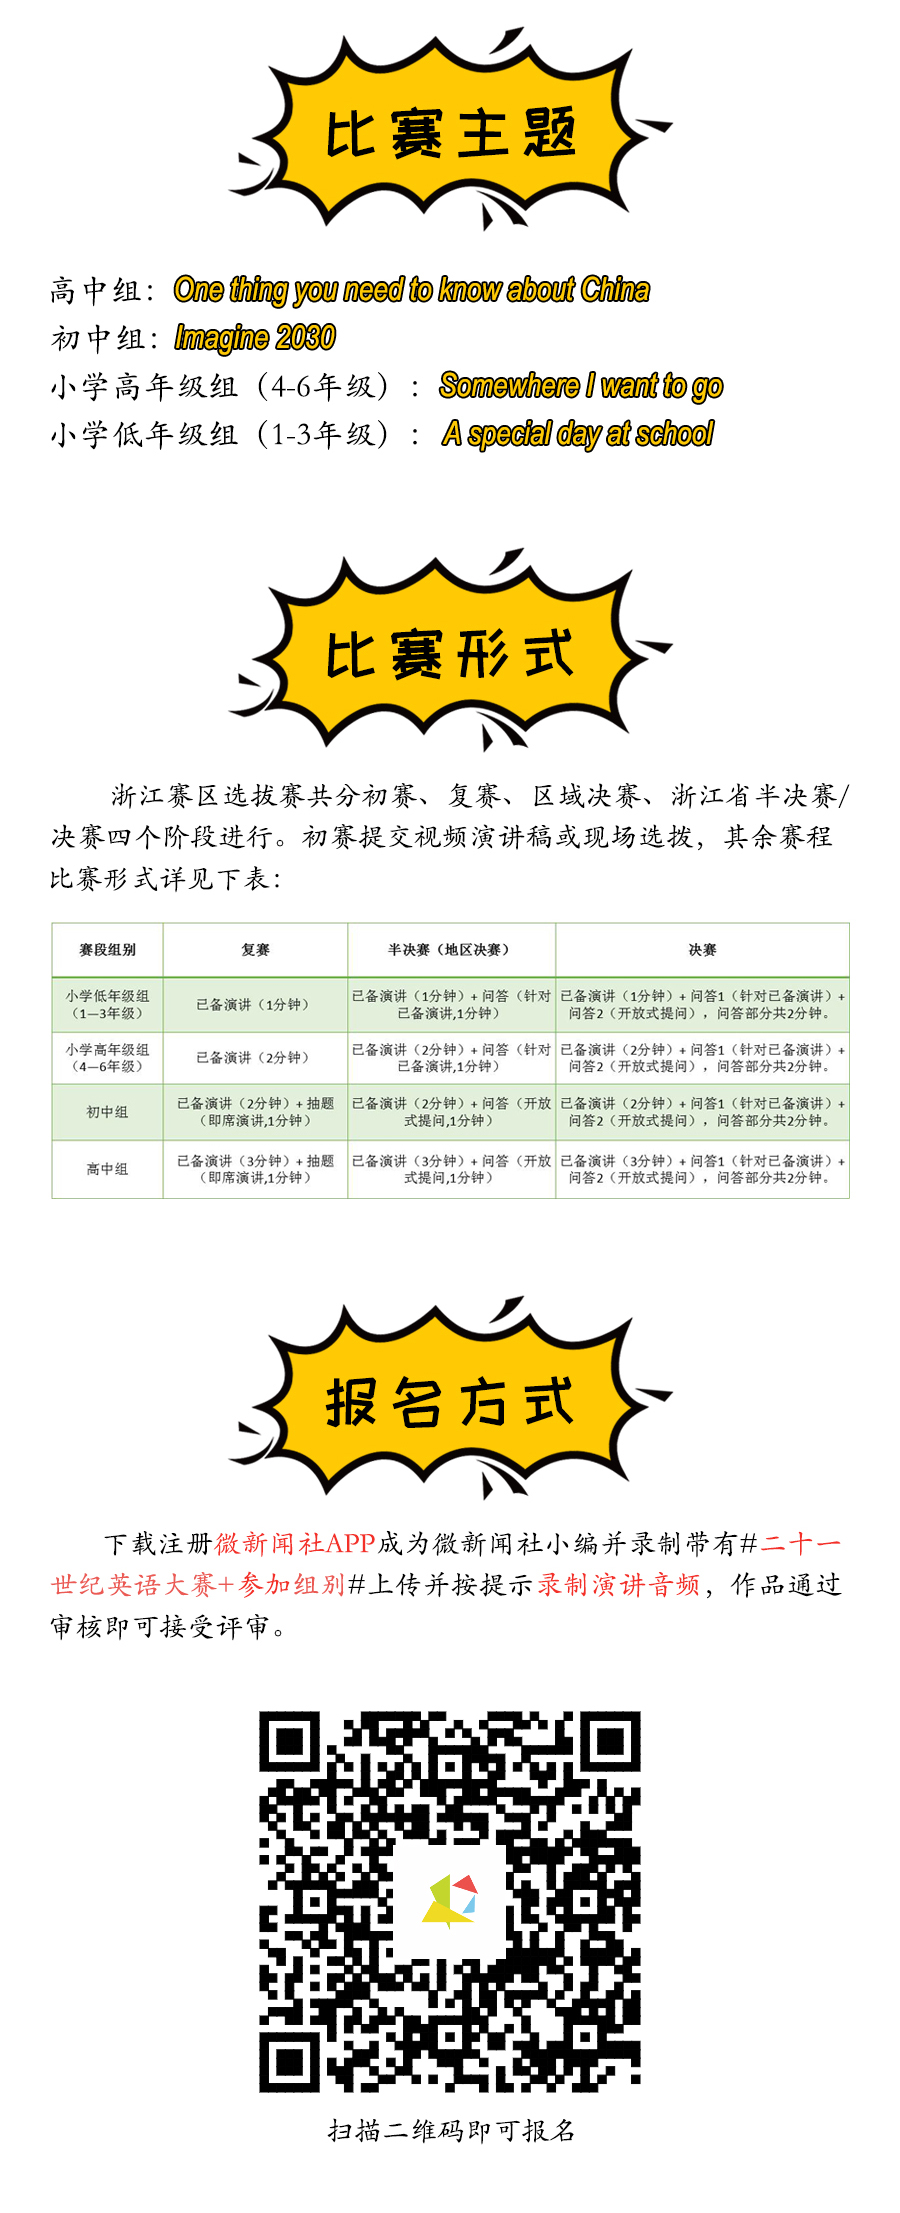 比赛主题
高中组：One thing you need to know about China
初中组：Imagine 2030
小学高年级组（4-6年级）：Somewhere I want to go
小学低年级组（1-3年级）：A special day at school
比赛形式
浙江赛区选拔赛共分初赛、复赛、区域决赛、浙江省半决赛/
决赛四个阶段进行。初赛提交视频演讲稿或现场选拨，其余赛程
比赛形式详见下表：
赛段组别 复赛 半决赛（地区决赛） 决赛
小学低年级组
（1—3年级）
已备演讲（1分钟）
已备演讲（1分钟）+ 问答（针对
已备演讲,1分钟）
已备演讲（1分钟）+ 问答1（针对已备演讲）+
问答2（开放式提问），问答部分共2分钟。
小学高年级组
（4—6年级）
已备演讲（2分钟）
已备演讲（2分钟）+ 问答（针对
已备演讲,1分钟）
已备演讲（2分钟）+ 问答1（针对已备演讲）+
问答2（开放式提问），问答部分共2分钟。
初中组
已备演讲（2分钟）+ 抽题
（即席演讲,1分钟）
已备演讲（2分钟）+ 问答（开放
式提问,1分钟）
已备演讲（2分钟）+ 问答1（针对已备演讲）+
问答2（开放式提问），问答部分共2分钟。
高中组
已备演讲（3分钟）+ 抽题
（即席演讲,1分钟）
已备演讲（3分钟）+ 问答（开放
式提问,1分钟）
已备演讲（3分钟）+ 问答1（针对已备演讲）+
问答2（开放式提问），问答部分共2分钟。
报名方式
下载注册微新闻社APP成为微新闻社小编并录制带有#二十一
世纪英语大赛+参加组别#上传并按提示录制演讲音频，作品通过
审核即可接受评审。
扫描二维码即可报名